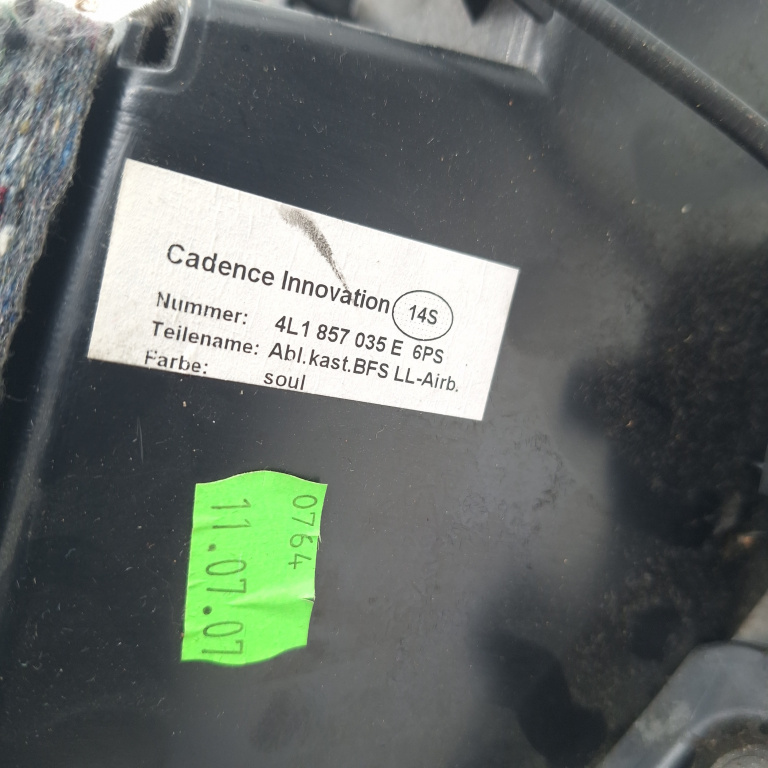 Cadence Innovation 14S
Nummer: 4L1 857 035 E 6PS
Teilename: Abl.kast.BFS LL-Airb.
Farbe: soul
0764
11.07.07